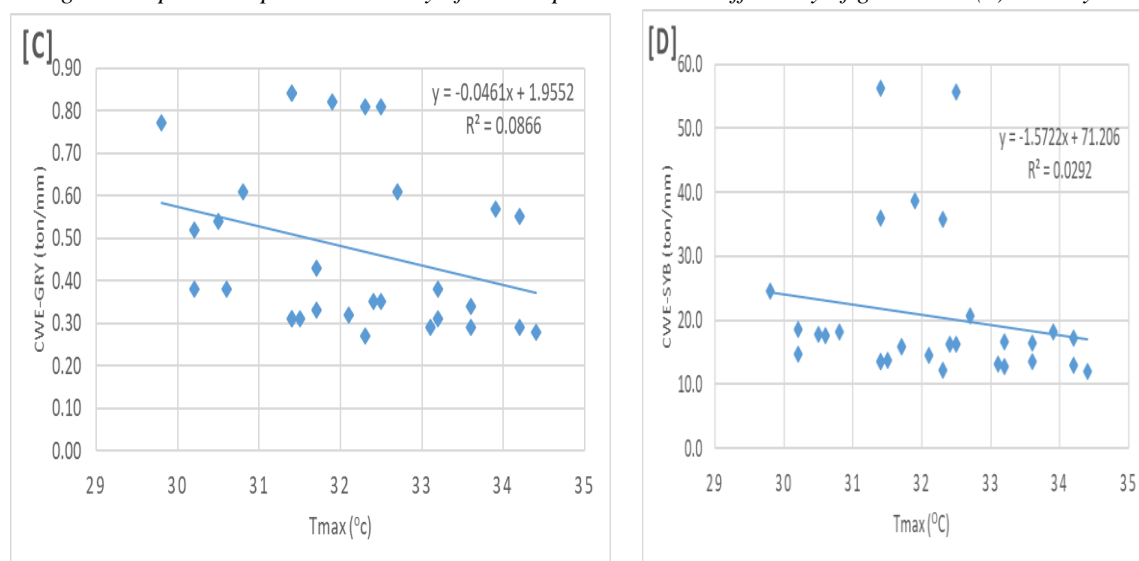 [C]
0.90
0.80
0.70
0.60
0.50
0.40
0.30
0.20
0.10
0.00
CWE-GRY (ton/mm)
y = -0.0461x + 1.9552
R² = 0.0866
29 30 31 32 33 34 35
Tmax (⁰c)
[D]
60.0
50.0
40.0
30.0
20.0
10.0
0.0
CWE-SYB (ton/mm)
y = -1.5722x + 71.206
R² = 0.0292
29 30 31 32 33 34 35
Tmax (⁰C)